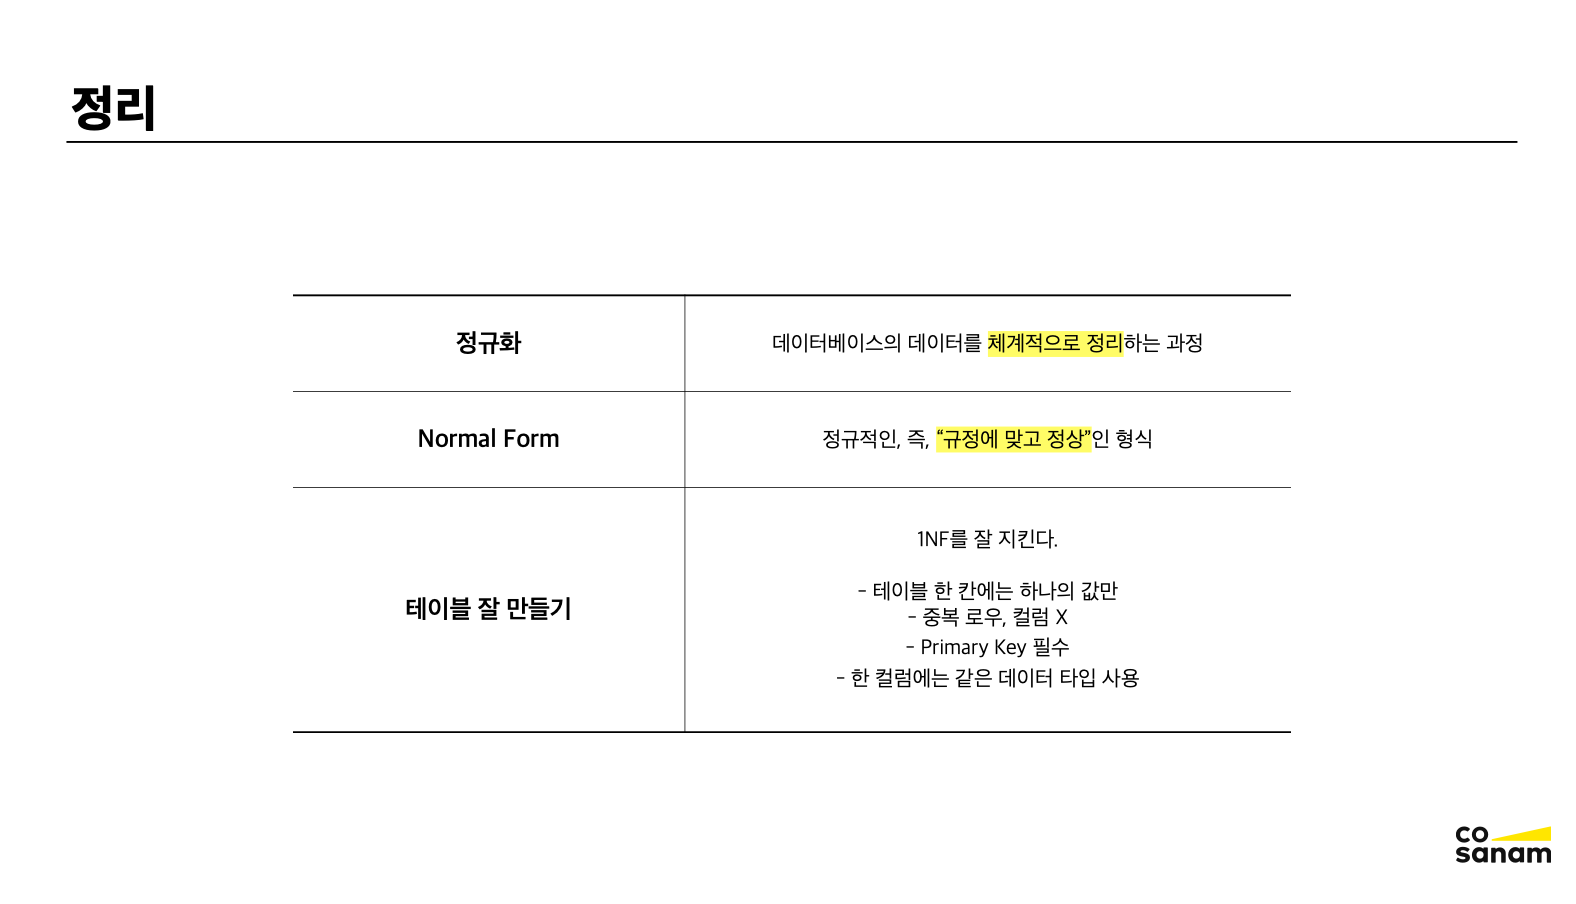 정리
정규화
데이터베이스의 데이터를 체계적으로 정리하는 과정
Normal Form
정규적인, 즉, “규정에 맞고 정상”인 형식
테이블 잘 만들기
1NF를 잘 지킨다.
- 테이블 한 칸에는 하나의 값만
- 중복 로우, 컬럼 X
- Primary Key 필수
- 한 컬럼에는 같은 데이터 타입 사용
co
sanam